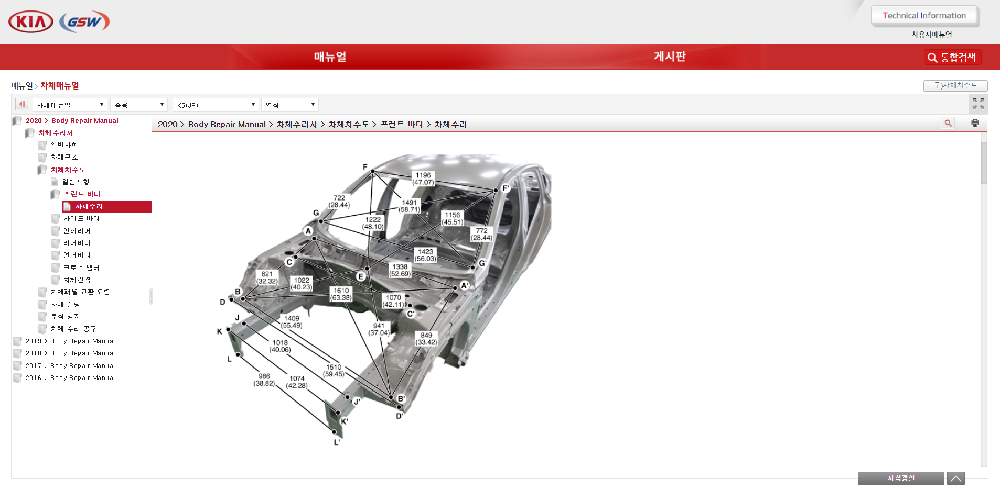 KIA GSW
Technical Information
사용자매뉴얼
매뉴얼 게시판 통합검색
매뉴얼 > 차체매뉴얼 구)차체치수도
차체매뉴얼 승용 K5(JF) 연식
2020 > Body Repair Manual
차체수리서
일반사항
차체구조
차체치수도
일반사항
프런트 바디
차체수리
사이드 바디
인테리어
리어바디
언더바디
크로스 멤버
차체간격
차체패널 교환 요령
차체 실링
부식 방지
차체 수리 공구
2019 > Body Repair Manual
2018 > Body Repair Manual
2017 > Body Repair Manual
2016 > Body Repair Manual
2020 > Body Repair Manual > 차체수리서 > 차체치수도 > 프런트 바디 > 차체수리
F
1196
(47.07)
F'
722
(28.44)
1491
(58.71)
G
1222
(48.10)
1156
(45.51)
A
772
(28.44)
1423
(56.03)
C
G'
E
1338
(52.69)
821
(32.32)
1022
(40.23)
A'
B
1610
(63.38)
1070
(42.11)
D
C'
J
1409
(55.49)
K
941
(37.04)
849
(33.42)
1018
(40.06)
L
1510
(59.45)
986
(38.82)
1074
(42.28)
B'
J'
D'
K'
L'
지식갱신